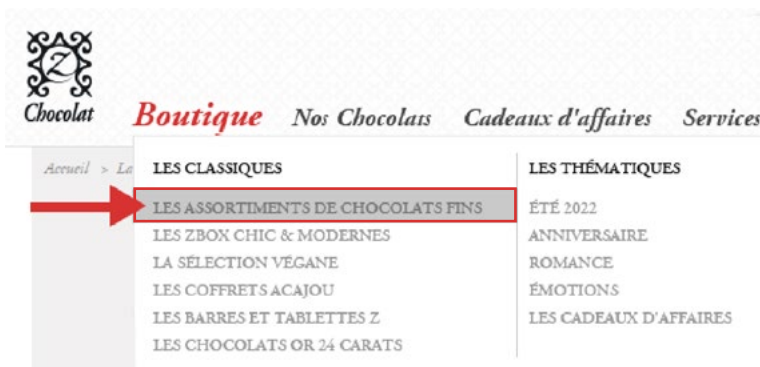 Z
Chocolat
Boutique Nos Chocolats Cadeaux d'affaires Services
Accueil > La
LES CLASSIQUES
LES ASSORTIMENTS DE CHOCOLATS FINS
LES ZBOX CHIC & MODERNES
LA SÉLECTION VÉGANE
LES COFFRETS ACAJOU
LES BARRES ET TABLETTES Z
LES CHOCOLATS OR 24 CARATS
LES THÉMATIQUES
ÉTÉ 2022
ANNIVERSAIRE
ROMANCE
ÉMOTIONS
LES CADEAUX D'AFFAIRES